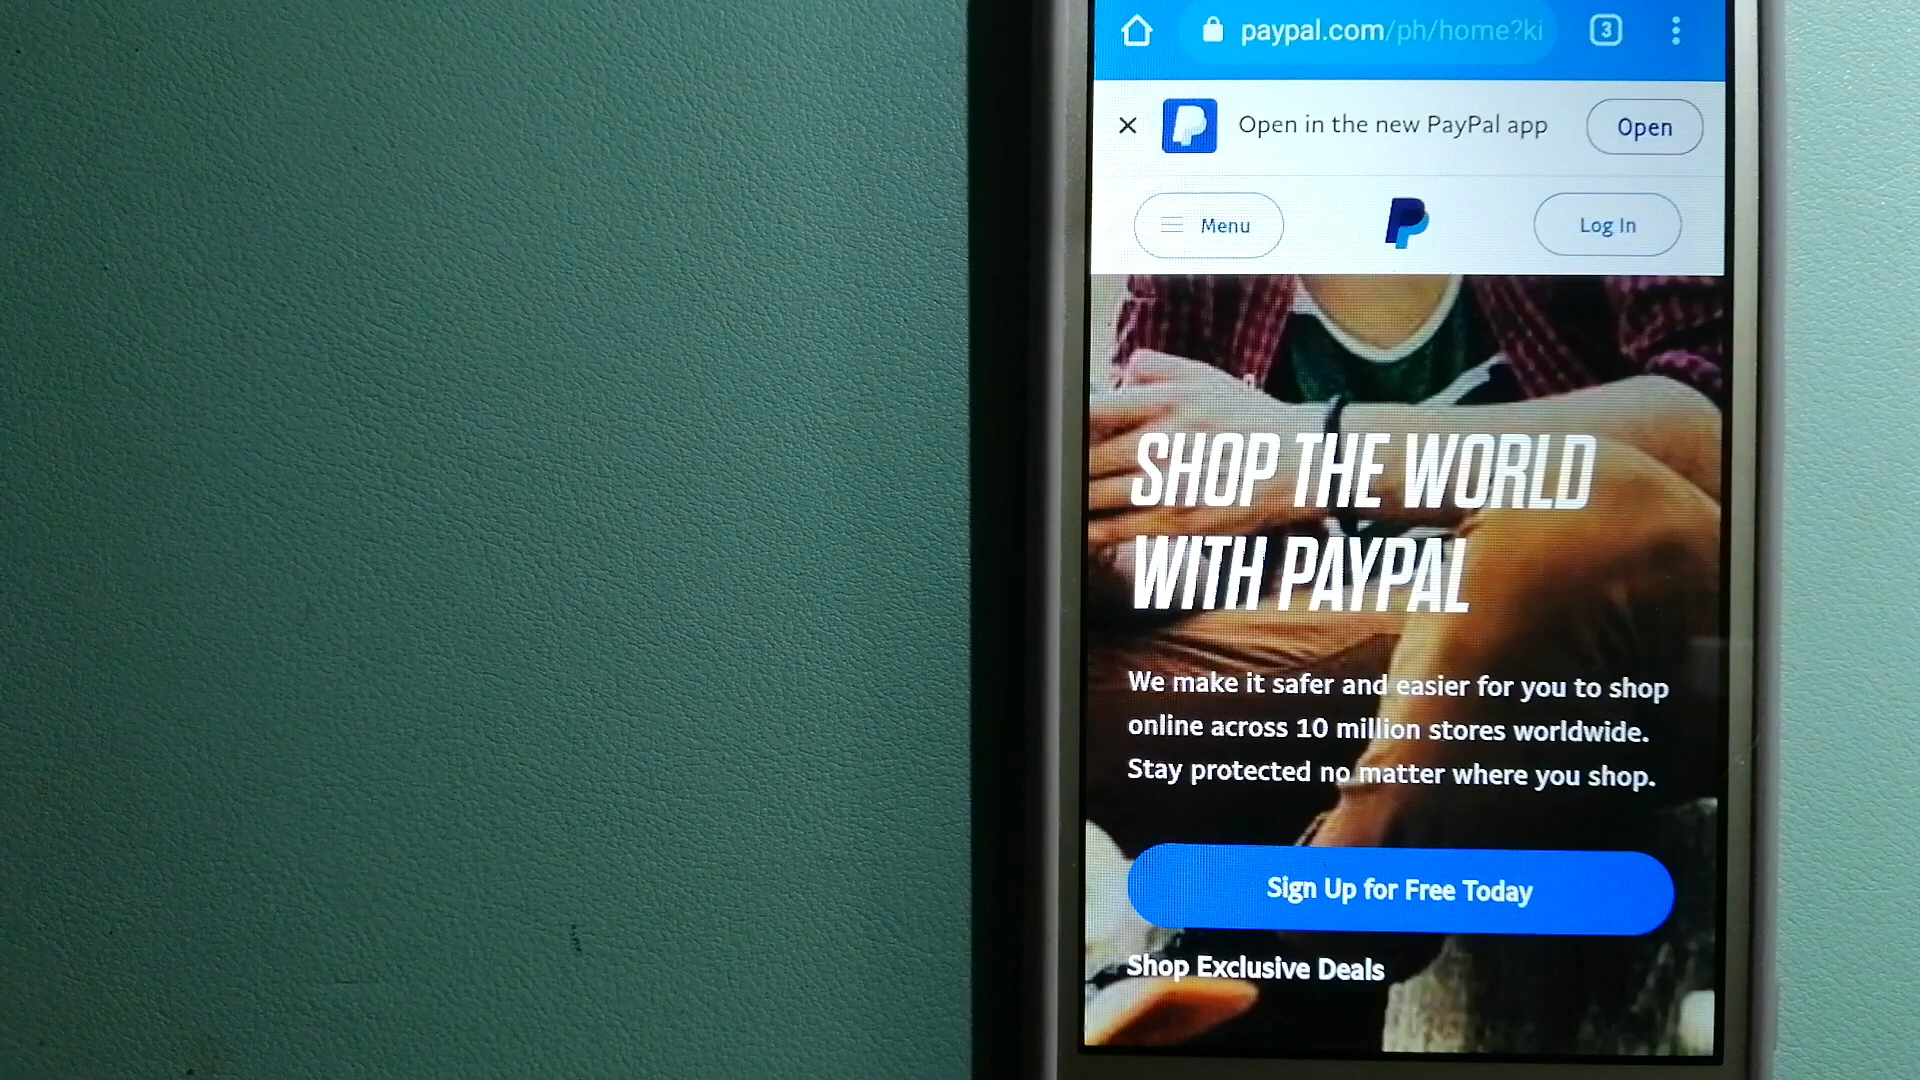 paypal.com/ph/home?ki
3
Open in the new PayPal app
Open
Menu
Log In
SHOP THE WORLD
WITH PAYPAL
We make it safer and easier for you to shop
online across 10 million stores worldwide.
Stay protected no matter where you shop.
Sign Up for Free Today
Shop Exclusive Deals